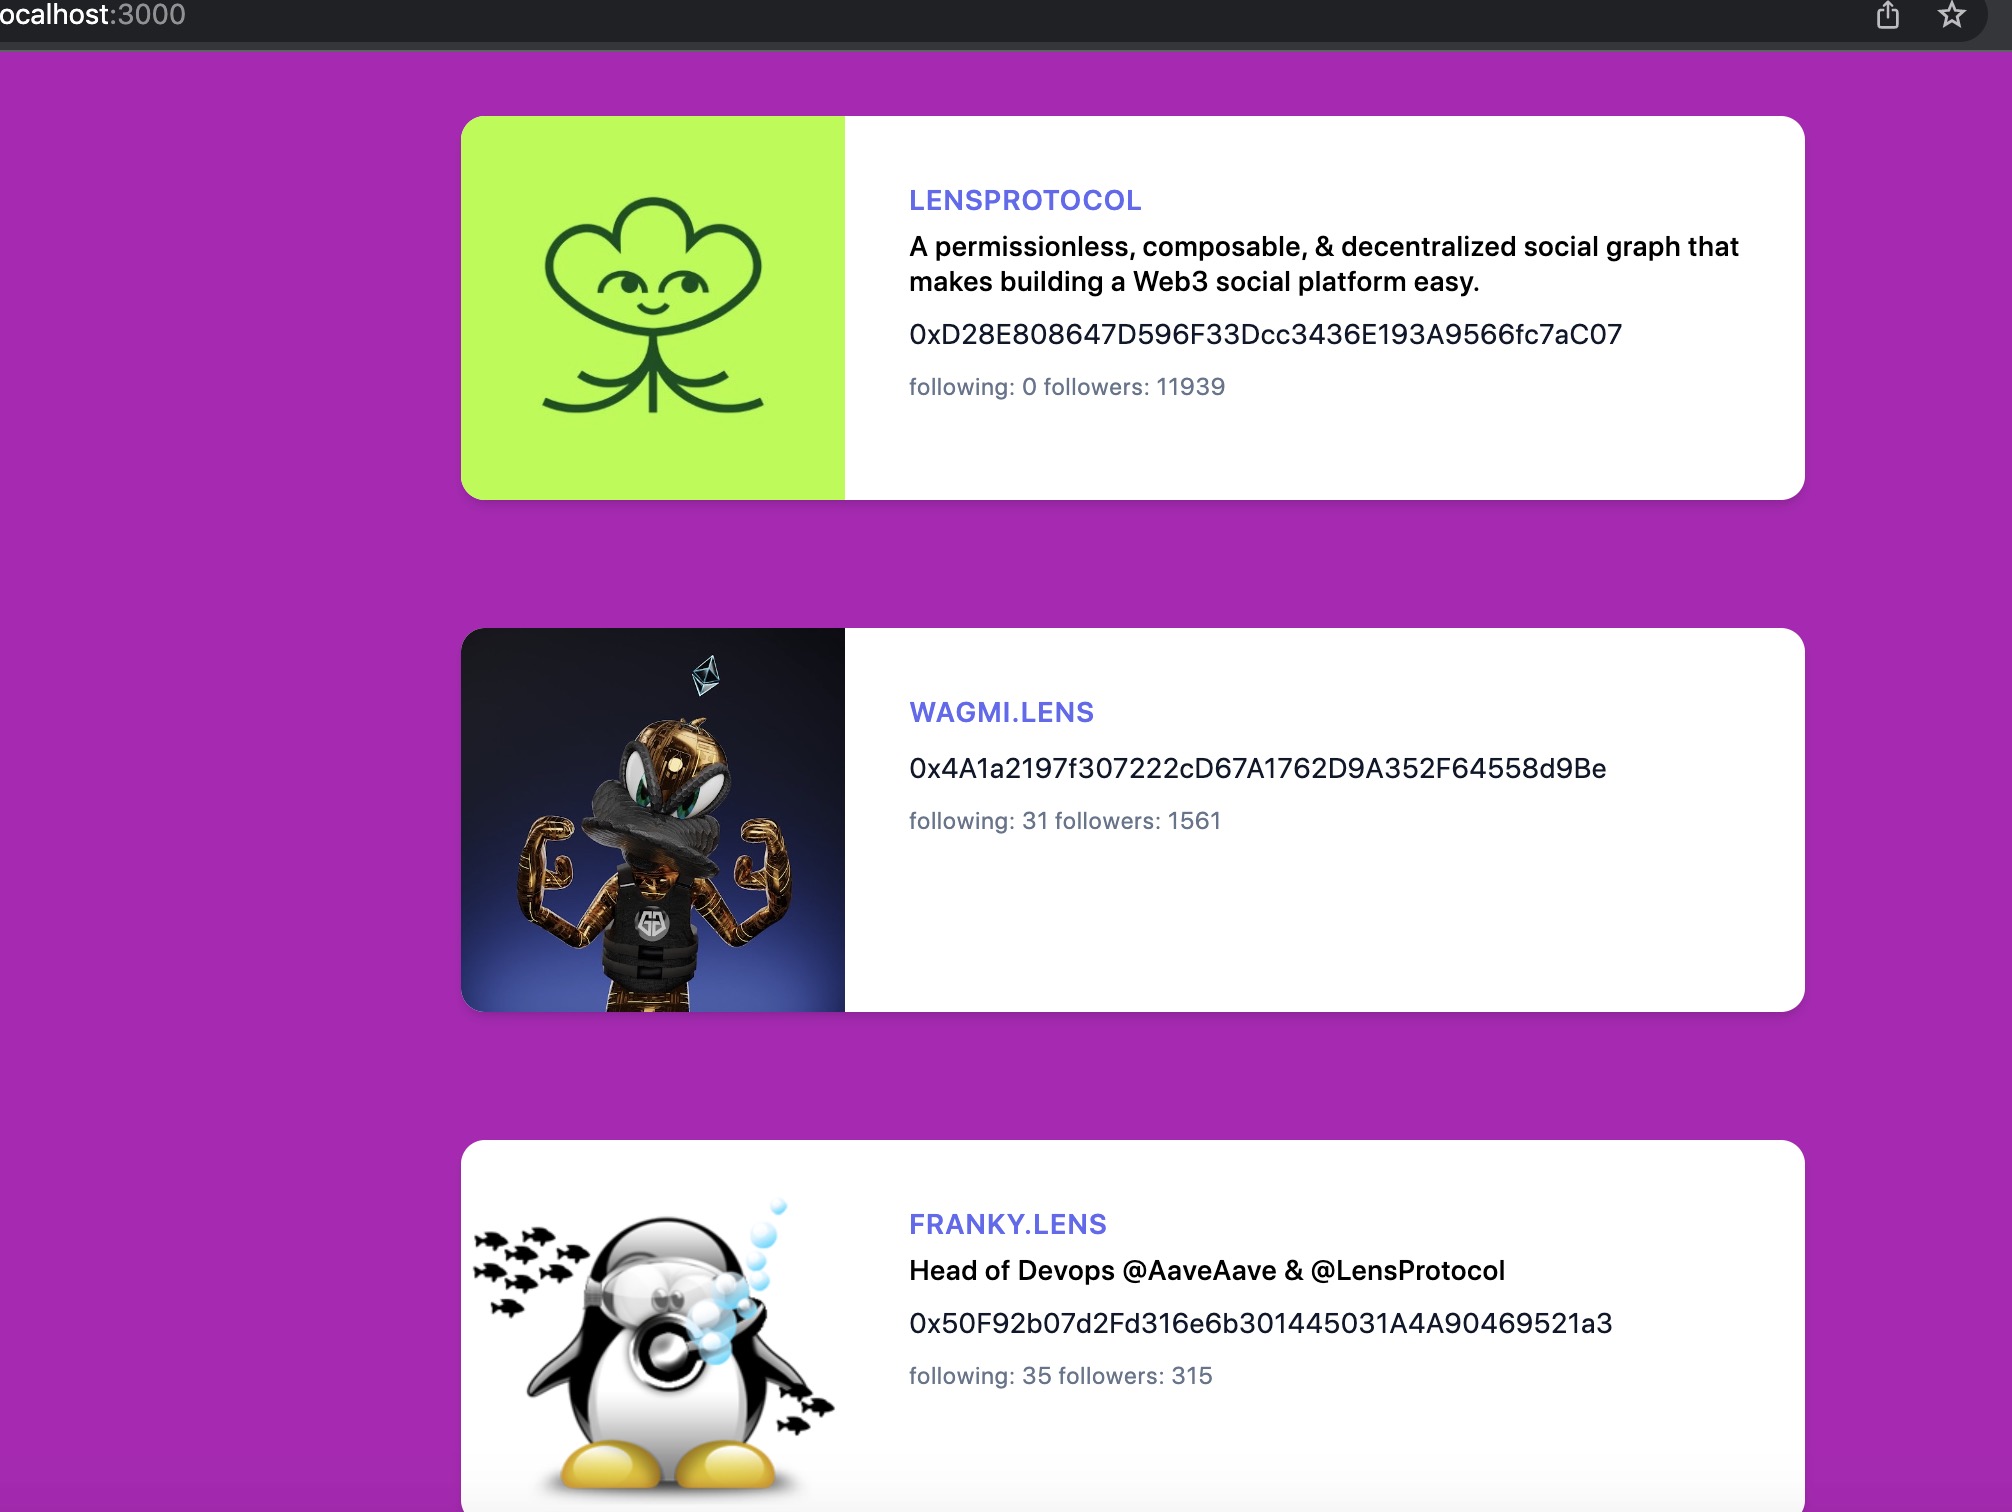 ocalhost:3000
LENSPROTOCOL
A permissionless, composable, & decentralized social graph that
makes building a Web3 social platform easy.
0xD28E808647D596F33Dcc3436E193A9566fc7aC07
following: 0 followers: 11939
WAGMI.LENS
0x4A1a2197f307222cD67A1762D9A352F64558d9Be
following: 31 followers: 1561
FRANKY.LENS
Head of Devops @AaveAave & @LensProtocol
0x50F92b07d2Fd316e6b301445031A4A90469521a3
following: 35 followers: 315